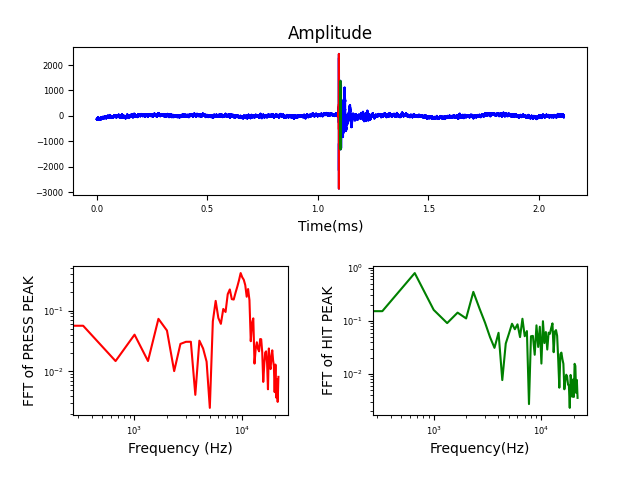 Amplitude
2000
1000
0
−1000
−2000
−3000
0.0 0.5 1.0 1.5 2.0
Time(ms)
FFT of PRESS PEAK
10⁻¹
10⁻²
10³ 10⁴
Frequency (Hz)
FFT of HIT PEAK
10⁰
10⁻¹
10⁻²
10³ 10⁴
Frequency(Hz)